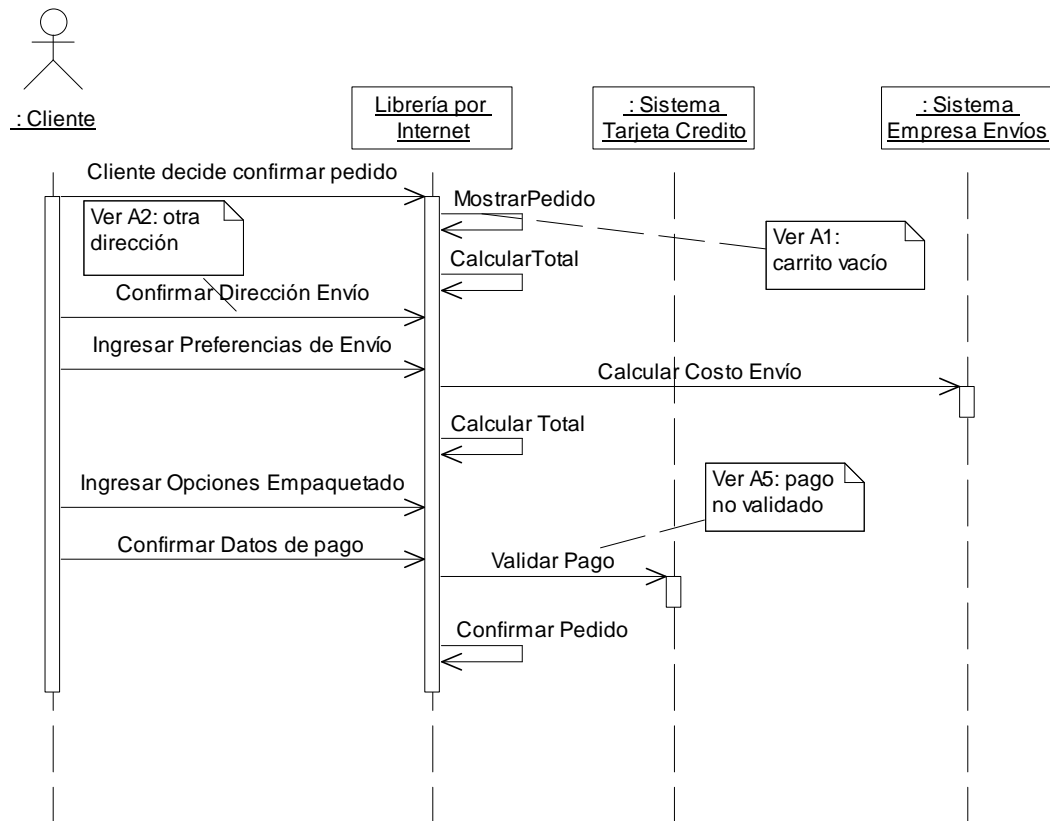 : Cliente
Librería por
Internet
: Sistema
Tarjeta Credito
: Sistema
Empresa Envíos
Cliente decide confirmar pedido
MostrarPedido
Ver A2: otra
dirección
Ver A1:
carrito vacío
CalcularTotal
Confirmar Dirección Envío
Ingresar Preferencias de Envío
Calcular Costo Envío
Calcular Total
Ingresar Opciones Empaquetado
Ver A5: pago
no validado
Confirmar Datos de pago
Validar Pago
Confirmar Pedido